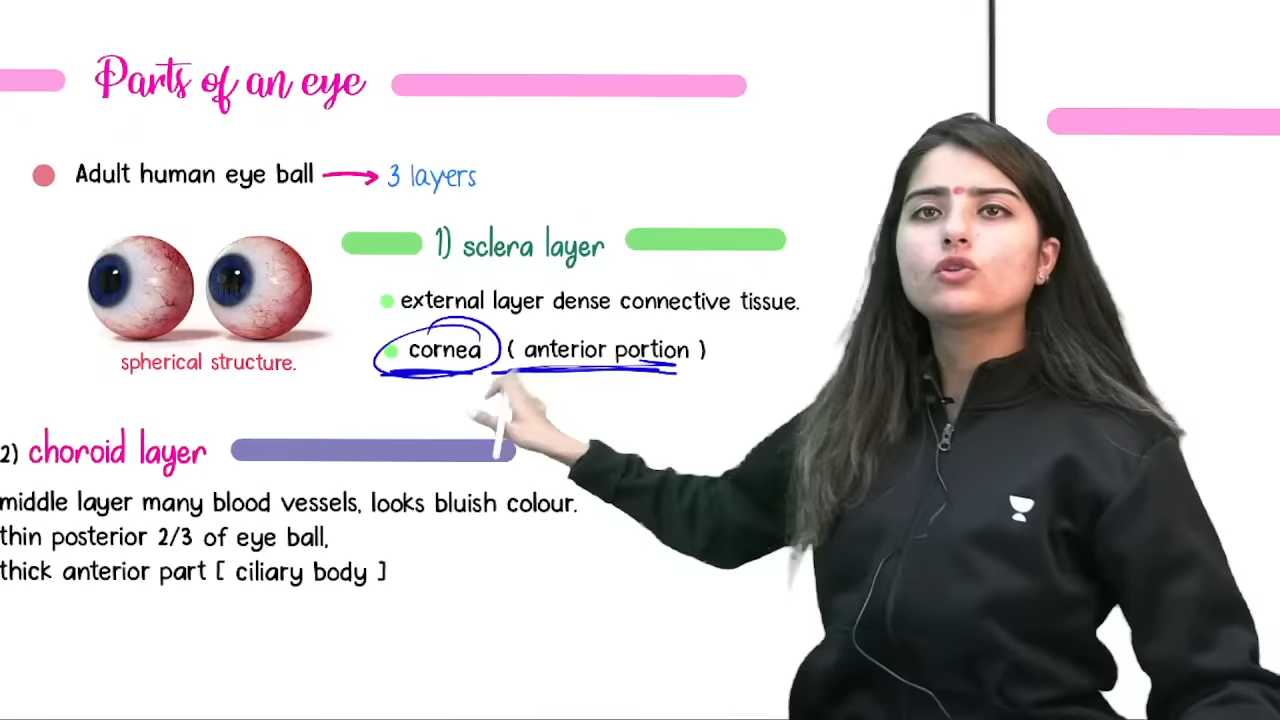 Parts of an eye
Adult human eye ball → 3 layers
1) sclera layer
external layer dense connective tissue.
cornea ( anterior portion )
spherical structure.
2) choroid layer
middle layer many blood vessels, looks bluish colour.
thin posterior 2/3 of eye ball,
thick anterior part [ ciliary body ]